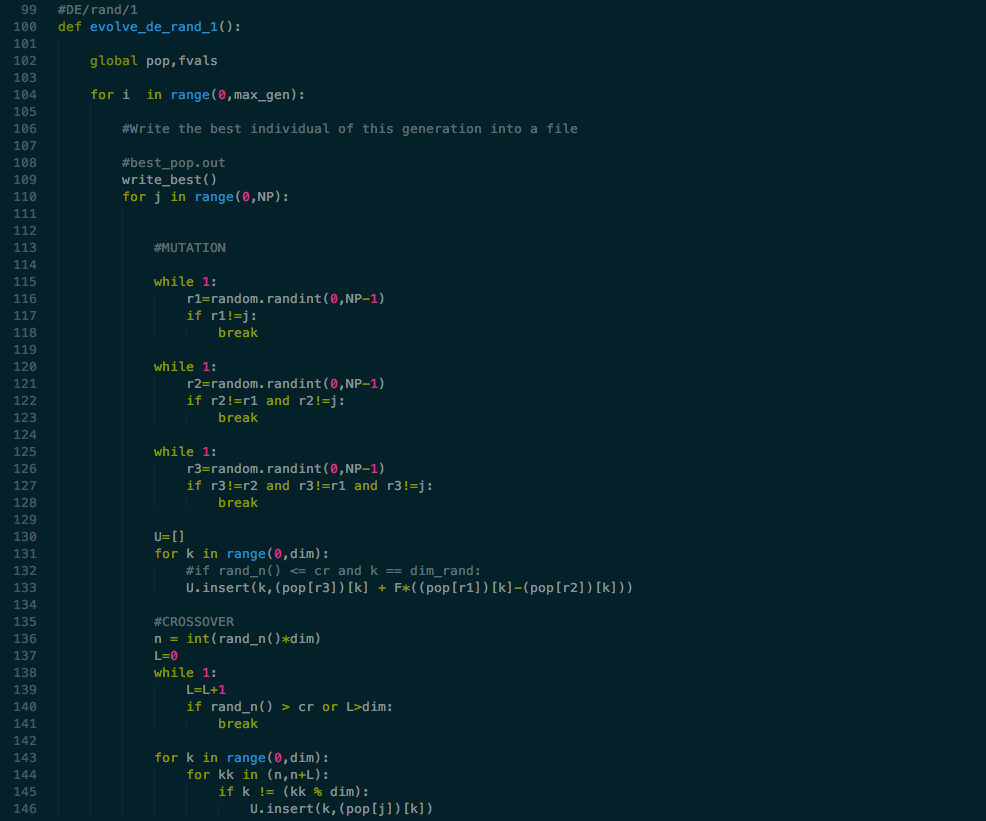 99 #DE/rand/1
100 def evolve_de_rand_1():
101
102     global pop,fvals
103
104     for i  in range(0,max_gen):
105
106         #Write the best individual of this generation into a file
107
108         #best_pop.out
109         write_best()
110         for j in range(0,NP):
111
112
113             #MUTATION
114
115             while 1:
116                 r1=random.randint(0,NP-1)
117                 if r1!=j:
118                     break
119
120             while 1:
121                 r2=random.randint(0,NP-1)
122                 if r2!=r1 and r2!=j:
123                     break
124
125             while 1:
126                 r3=random.randint(0,NP-1)
127                 if r3!=r2 and r3!=r1 and r3!=j:
128                     break
129
130             U=[]
131             for k in range(0,dim):
132                 #if rand_n() <= cr and k == dim_rand:
133                 U.insert(k,(pop[r3])[k] + F*((pop[r1])[k]-(pop[r2])[k]))
134
135             #CROSSOVER
136             n = int(rand_n()*dim)
137             L=0
138             while 1:
139                 L=L+1
140                 if rand_n() > cr or L>dim:
141                     break
142
143             for k in range(0,dim):
144                 for kk in (n,n+L):
145                     if k != (kk % dim):
146                         U.insert(k,(pop[j])[k])